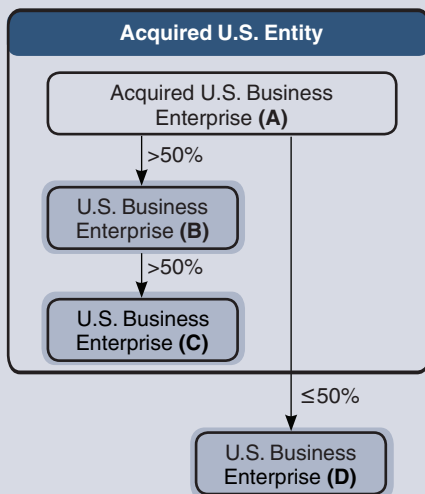 Acquired U.S. Entity
Acquired U.S. Business
Enterprise (A)
>50%
U.S. Business
Enterprise (B)
>50%
U.S. Business
Enterprise (C)
≤50%
U.S. Business
Enterprise (D)